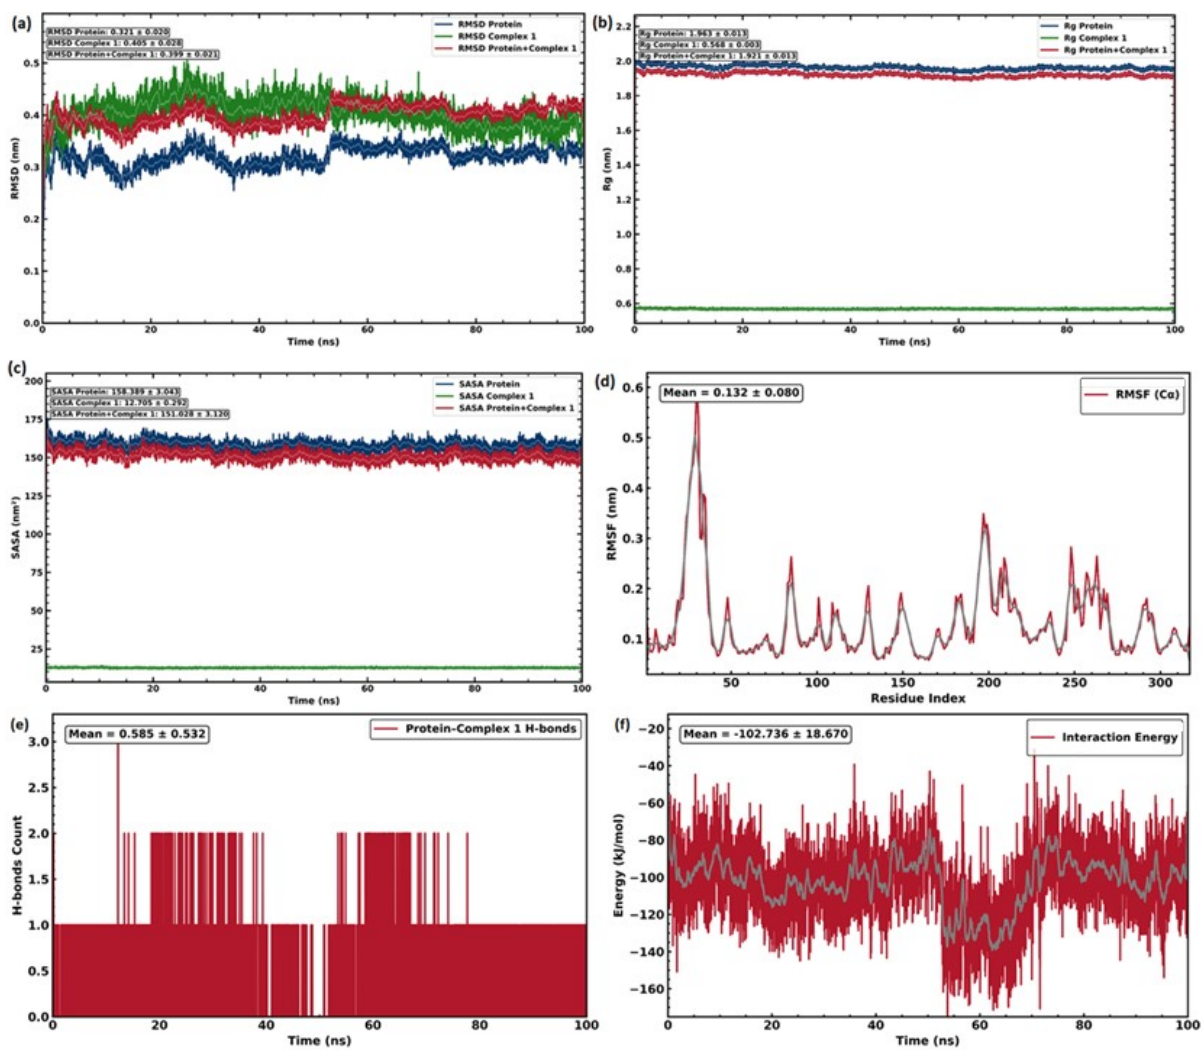 (a)
RMSD Protein: 0.321 ± 0.020
RMSD Complex 1: 0.405 ± 0.028
RMSD Protein+Complex 1: 0.399 ± 0.021
RMSD Protein
RMSD Complex 1
RMSD Protein+Complex 1
0.5
0.4
0.3
0.2
0.1
0.0
RMSD (nm)
0 20 40 60 80 100
Time (ns)
(b)
Rg Protein: 1.963 ± 0.013
Rg Complex 1: 0.568 ± 0.003
Rg Protein+Complex 1: 1.921 ± 0.013
Rg Protein
Rg Complex 1
Rg Protein+Complex 1
2.2
2.0
1.8
1.6
1.4
1.2
1.0
0.8
0.6
Rg (nm)
0 20 40 60 80 100
Time (ns)
(c)
SASA Protein: 158.389 ± 3.043
SASA Complex 1: 12.705 ± 0.292
SASA Protein+Complex 1: 151.028 ± 3.120
SASA Protein
SASA Complex 1
SASA Protein+Complex 1
200
175
150
125
100
75
50
25
SASA (nm²)
0 20 40 60 80 100
Time (ns)
(d)
Mean = 0.132 ± 0.080
RMSF (Cα)
0.6
0.5
0.4
0.3
0.2
0.1
RMSF (nm)
50 100 150 200 250 300
Residue Index
(e)
Mean = 0.585 ± 0.532
Protein–Complex 1 H-bonds
3.0
2.5
2.0
1.5
1.0
0.5
0.0
H-bonds Count
0 20 40 60 80 100
Time (ns)
(f)
Mean = -102.736 ± 18.670
Interaction Energy
−20
−40
−60
−80
−100
−120
−140
−160
Energy (kJ/mol)
0 20 40 60 80 100
Time (ns)